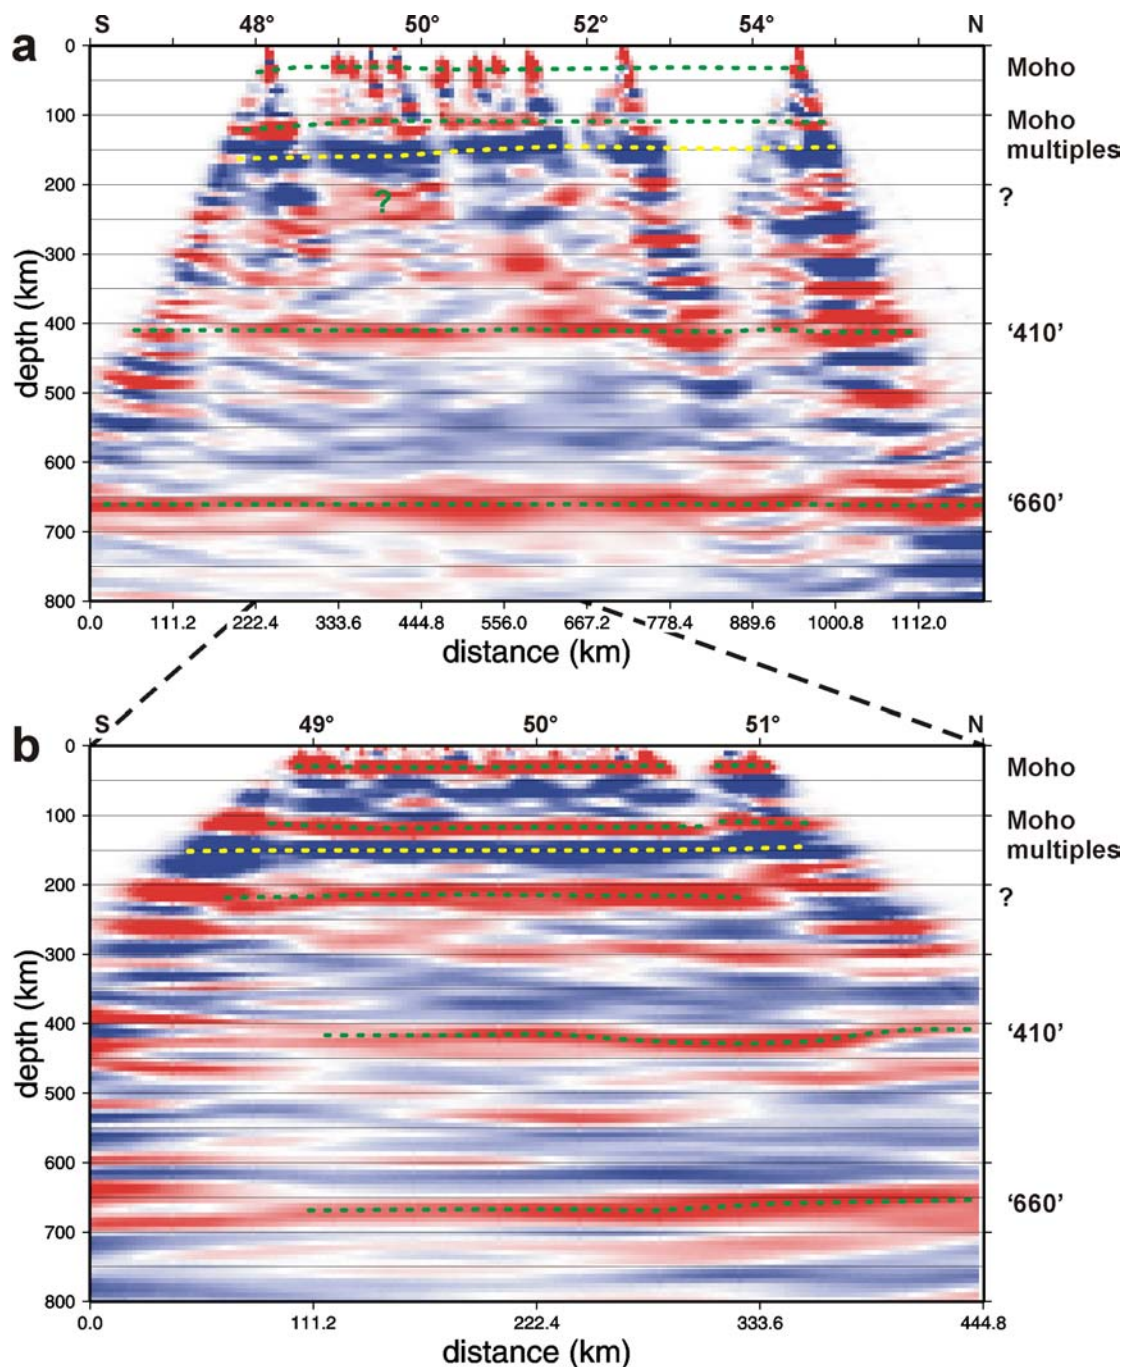 a
S 48° 50° 52° 54° N
0
100
200
300
400
500
600
700
800
depth (km)
?
Moho
Moho
multiples
?
‘410’
‘660’
0.0 111.2 222.4 333.6 444.8 556.0 667.2 778.4 889.6 1000.8 1112.0
distance (km)
b
S 49° 50° 51° N
0
100
200
300
400
500
600
700
800
depth (km)
Moho
Moho
multiples
?
‘410’
‘660’
0.0 111.2 222.4 333.6 444.8
distance (km)